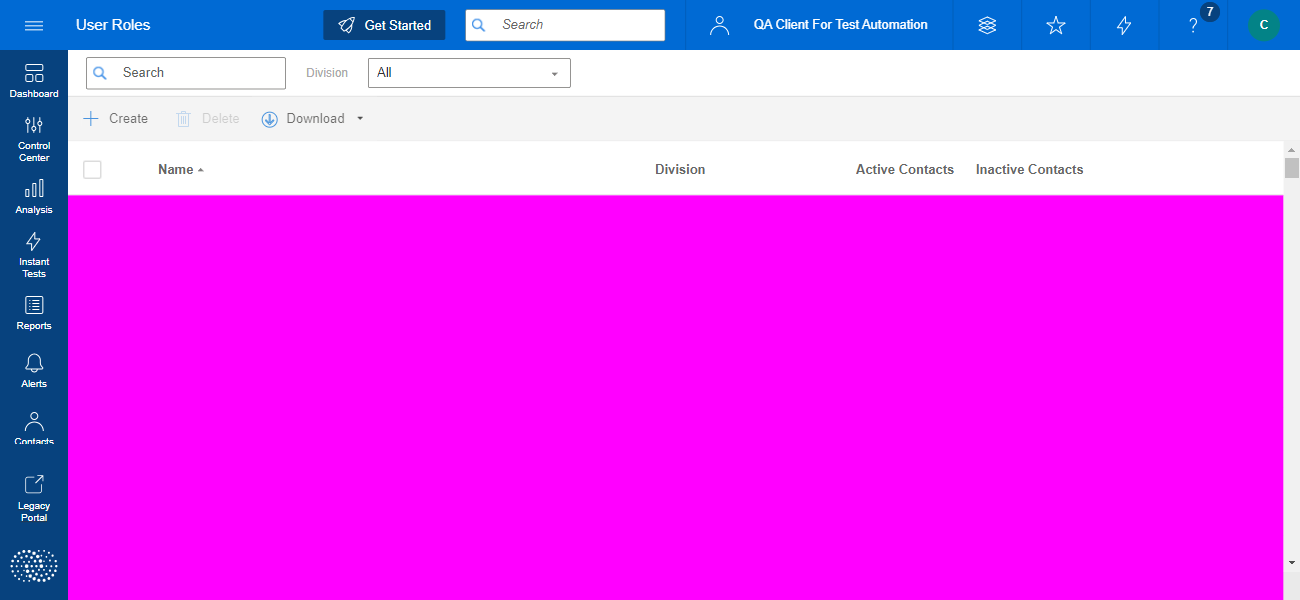 User Roles
Get Started
Search
QA Client For Test Automation
?
7
C
Dashboard
Control
Center
Analysis
Instant
Tests
Reports
Alerts
Contacts
Legacy
Portal
Search
Division
All
Create
Delete
Download
Name
Division
Active Contacts
Inactive Contacts